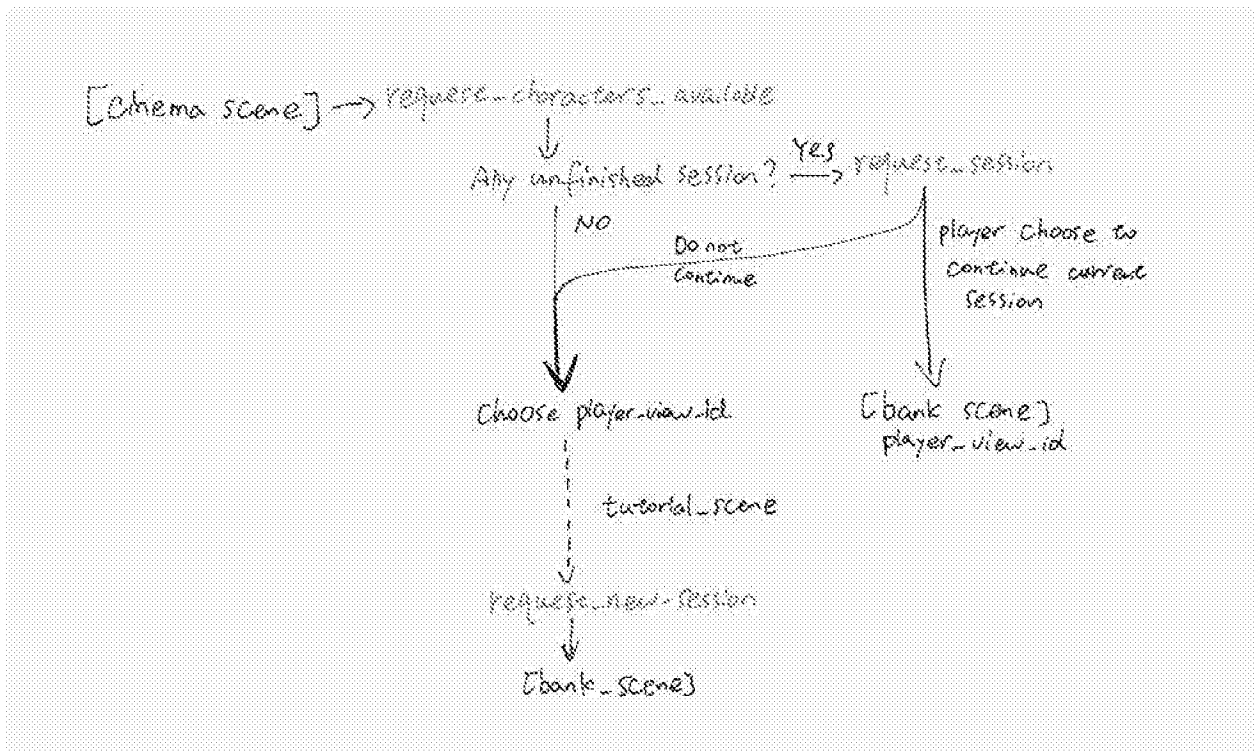 [Cinema scene] → request_characters_available
Any unfinished session? Yes → request_session
NO
Do not
continue
player choose to
continue current
session
Choose player_view_id
[bank scene]
player_view_id
tutorial_scene
request_new_session
[bank_scene]